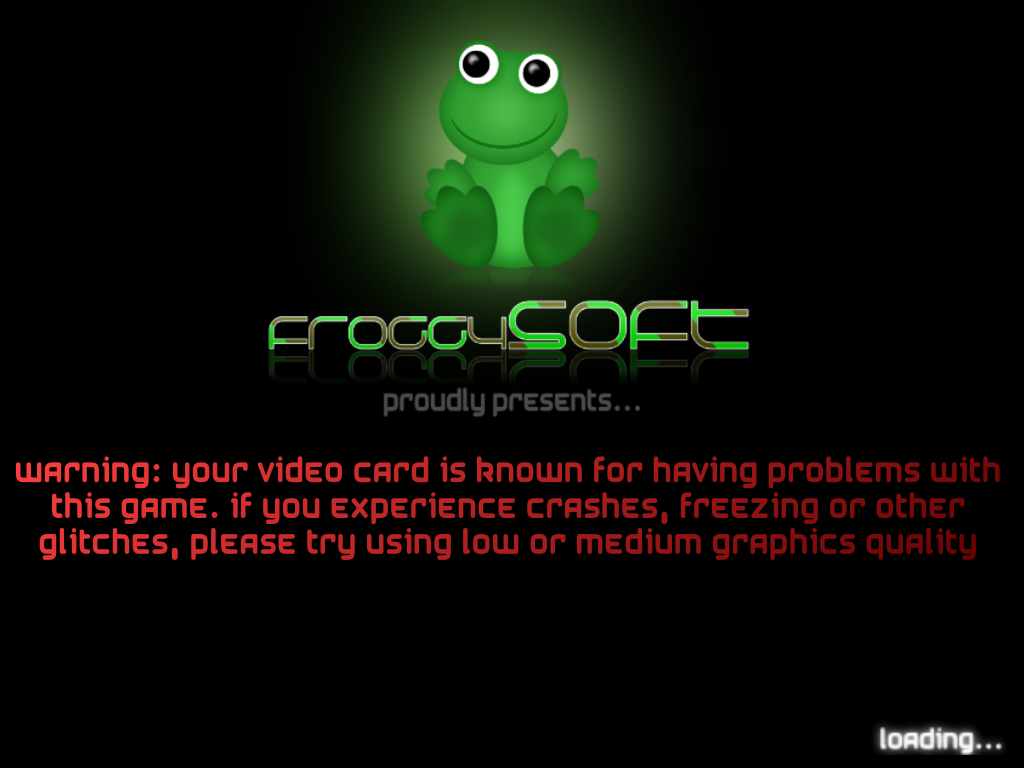 FroggySOFT
proudly presents...
warning: your video card is known for having problems with
this game. if you experience crashes, freezing or other
glitches, please try using low or medium graphics quality
loading...